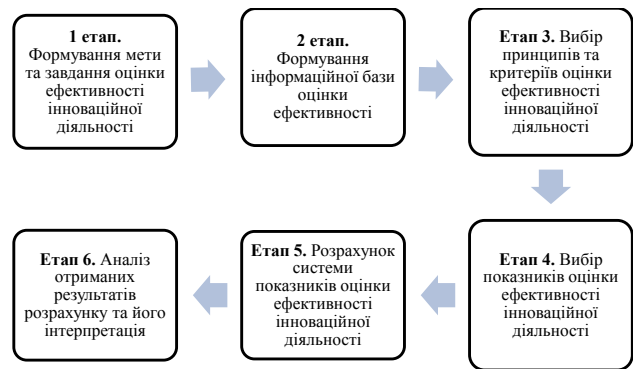 1 етап.
Формування мети
та завдання оцінки
ефективності
інноваційної
діяльності
2 етап.
Формування
інформаційної бази
оцінки
ефективності
Етап 3. Вибір
принципів та
критеріїв оцінки
ефективності
інноваційної
діяльності
Етап 4. Вибір
показників оцінки
ефективності
інноваційної
діяльності
Етап 5. Розрахунок
системи
показників оцінки
ефективності
інноваційної
діяльності
Етап 6. Аналіз
отриманих
результатів
розрахунку та його
інтерпретація